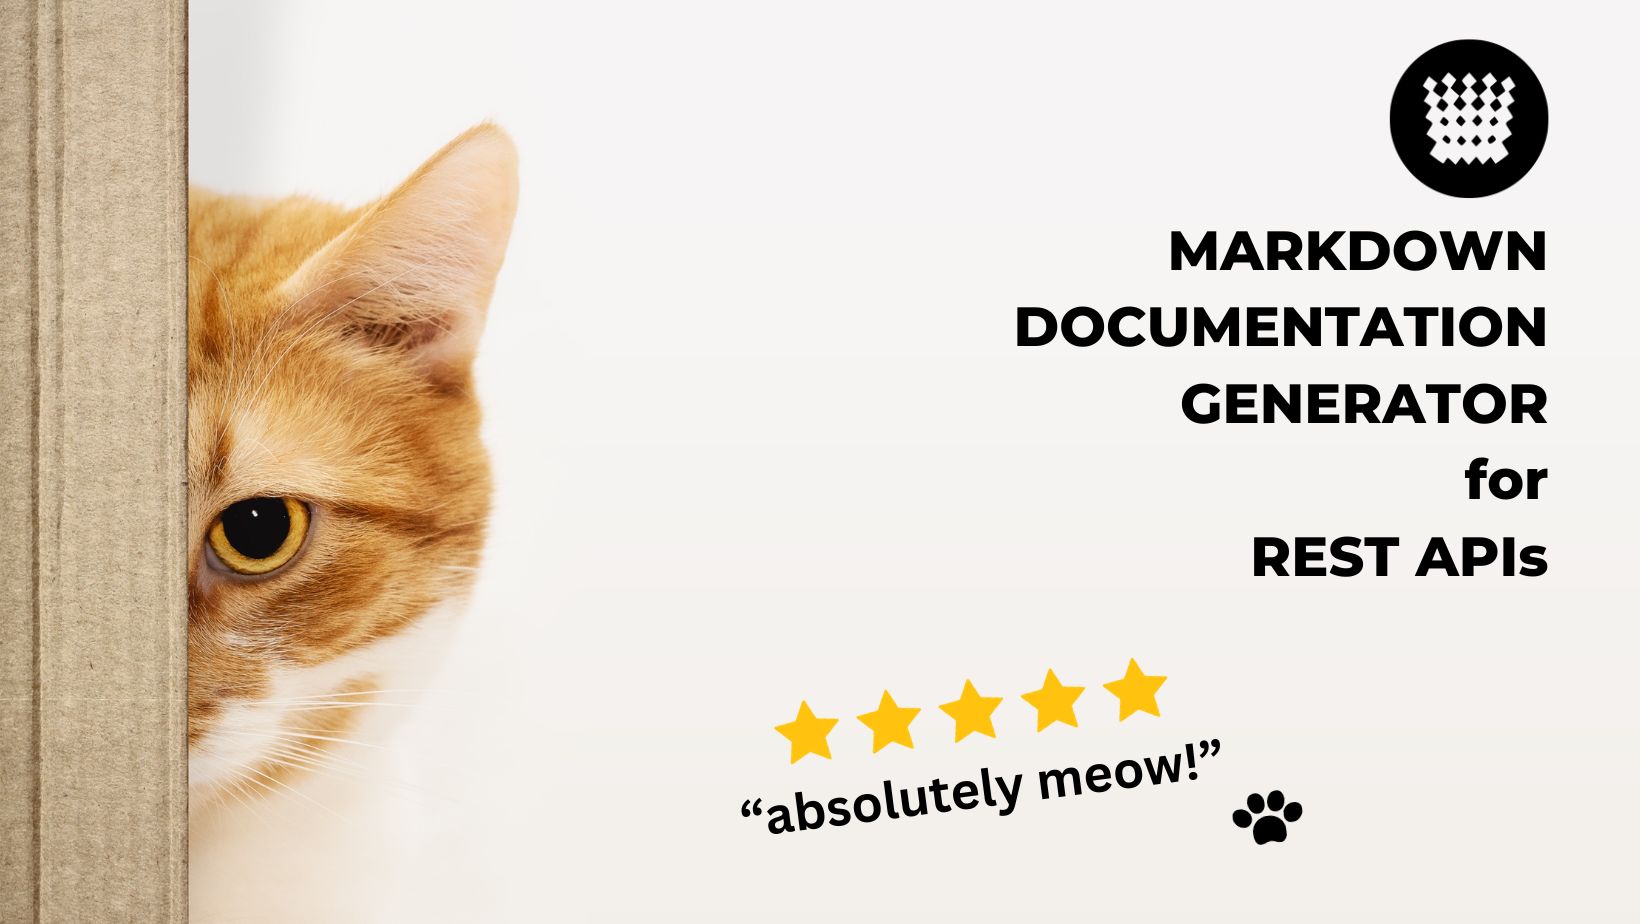 MARKDOWN
DOCUMENTATION
GENERATOR
for
REST APIs
“absolutely meow!”